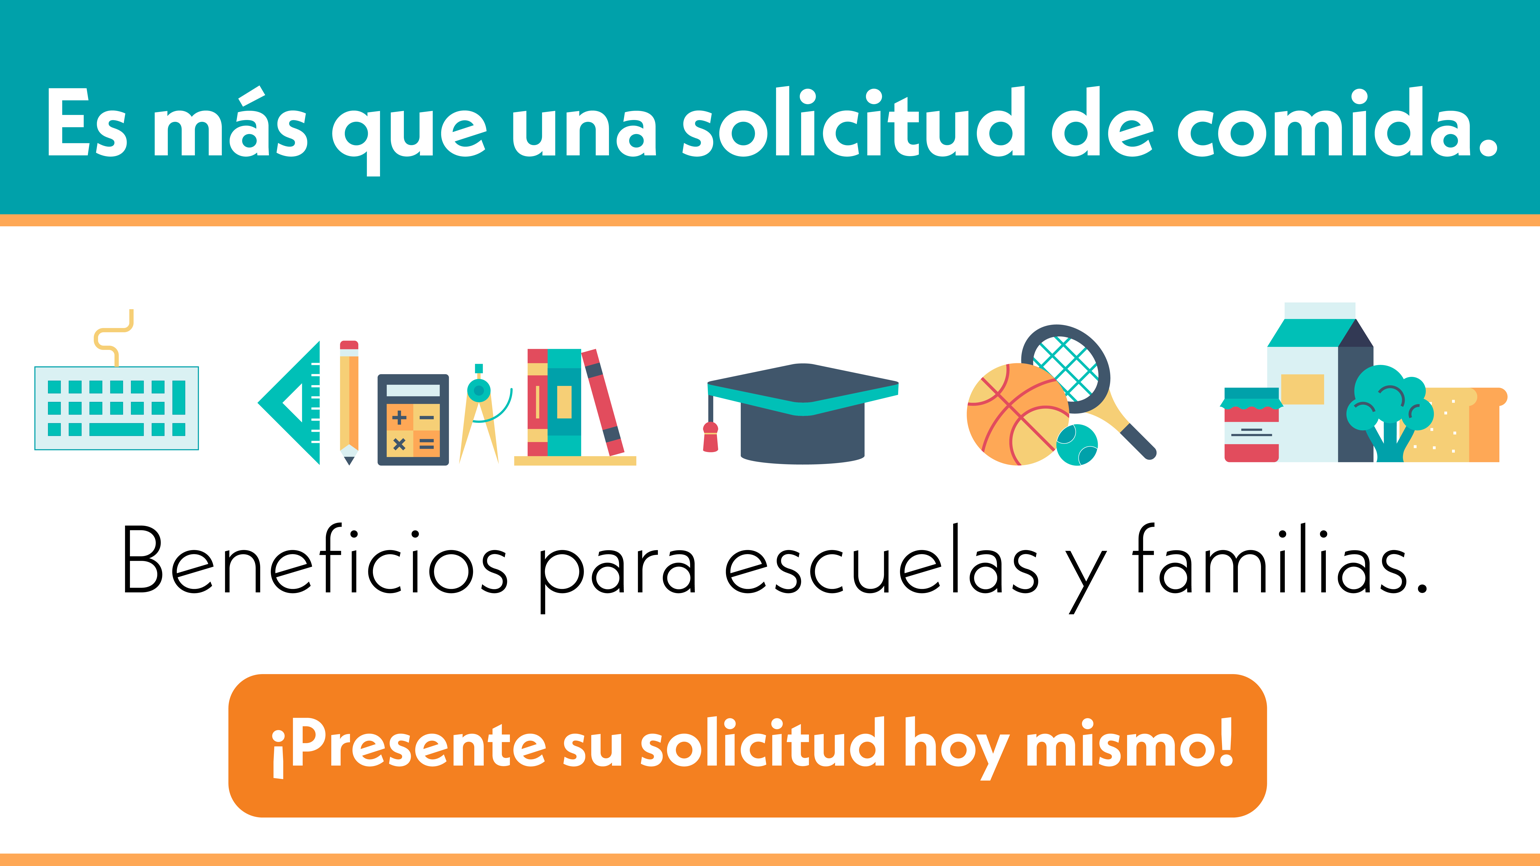 Es más que una solicitud de comida.
Beneficios para escuelas y familias.
¡Presente su solicitud hoy mismo!